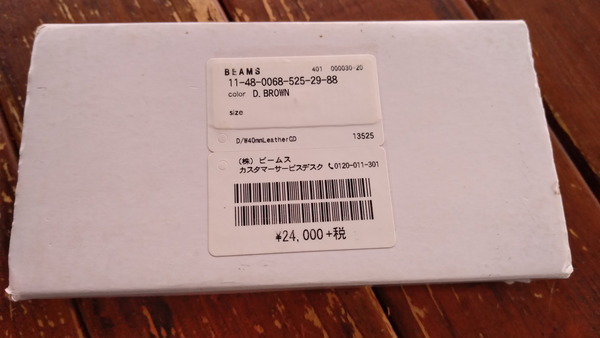 BEAMS 401 000030-20
11-48-0068-525-29-88
color D.BROWN
size
D/W40mmLeatherGD 13525
(株) ビームス
カスタマーサービスデスク 📞0120-011-301
¥24,000+税